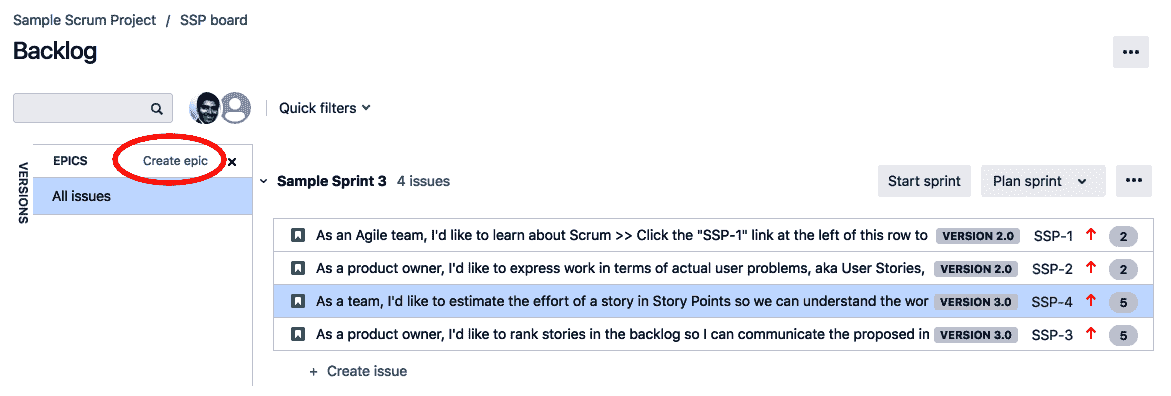 Sample Scrum Project / SSP board
Backlog
Quick filters
VERSIONS
EPICS Create epic
All issues
Sample Sprint 3 4 issues Start sprint Plan sprint
As an Agile team, I'd like to learn about Scrum >> Click the "SSP-1" link at the left of this row to VERSION 2.0 SSP-1 2
As a product owner, I'd like to express work in terms of actual user problems, aka User Stories, VERSION 2.0 SSP-2 2
As a team, I'd like to estimate the effort of a story in Story Points so we can understand the wor VERSION 3.0 SSP-4 5
As a product owner, I'd like to rank stories in the backlog so I can communicate the proposed in VERSION 3.0 SSP-3 5
+ Create issue